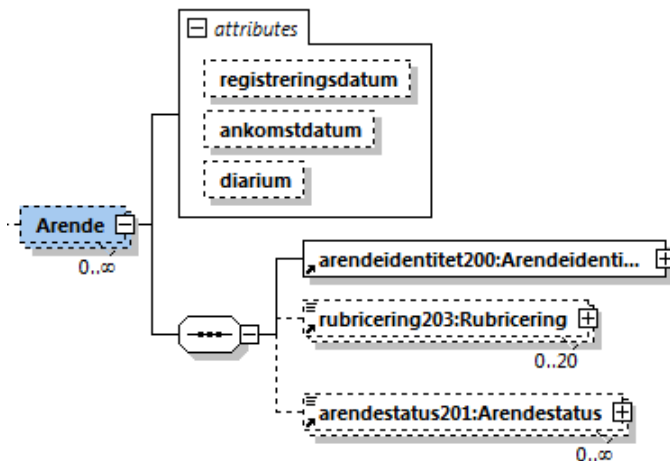 attributes
registreringsdatum
ankomstdatum
diarium
Arende
0..∞
arendeidentitet200:Arendeidenti...
rubricering203:Rubricering
0..20
arendestatus201:Arendestatus
0..∞